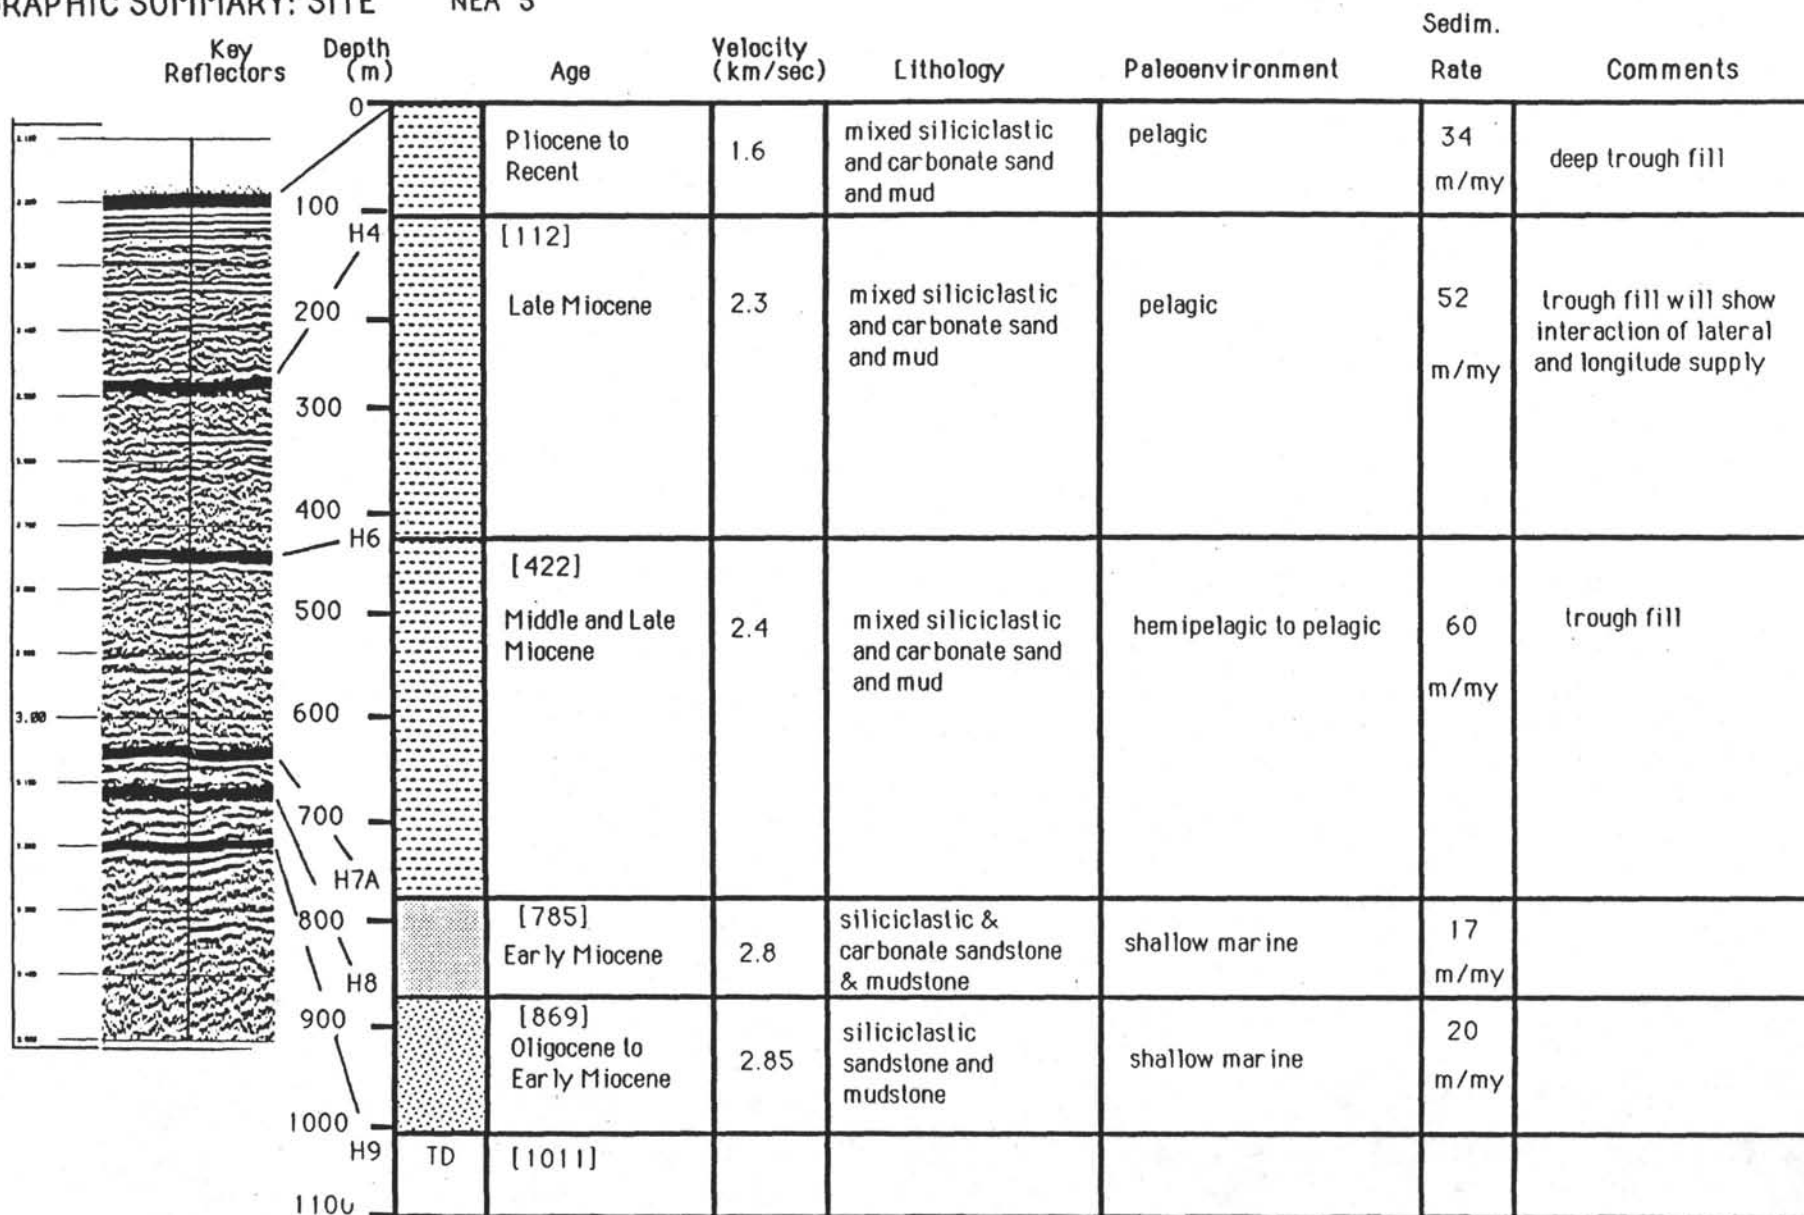 RAPHIC SUMMARY: SITE NEA 3
Key Reflectors
Depth (m)
Age
Velocity (km/sec)
Lithology
Paleoenvironment
Sedim. Rate
Comments
0
Pliocene to
Recent
1.6
mixed siliciclastic
and carbonate sand
and mud
pelagic
34
m/my
deep trough fill
100
H4
[112]
200
Late Miocene
2.3
mixed siliciclastic
and carbonate sand
and mud
pelagic
52
m/my
trough fill will show
interaction of lateral
and longitude supply
300
400
H6
[422]
500
Middle and Late
Miocene
2.4
mixed siliciclastic
and carbonate sand
and mud
hemipelagic to pelagic
60
m/my
trough fill
600
3.00
700
H7A
800
[785]
Early Miocene
2.8
siliciclastic &
carbonate sandstone
& mudstone
shallow marine
17
m/my
H8
900
[869]
Oligocene to
Early Miocene
2.85
siliciclastic
sandstone and
mudstone
shallow marine
20
m/my
1000
H9
TD
[1011]
1100